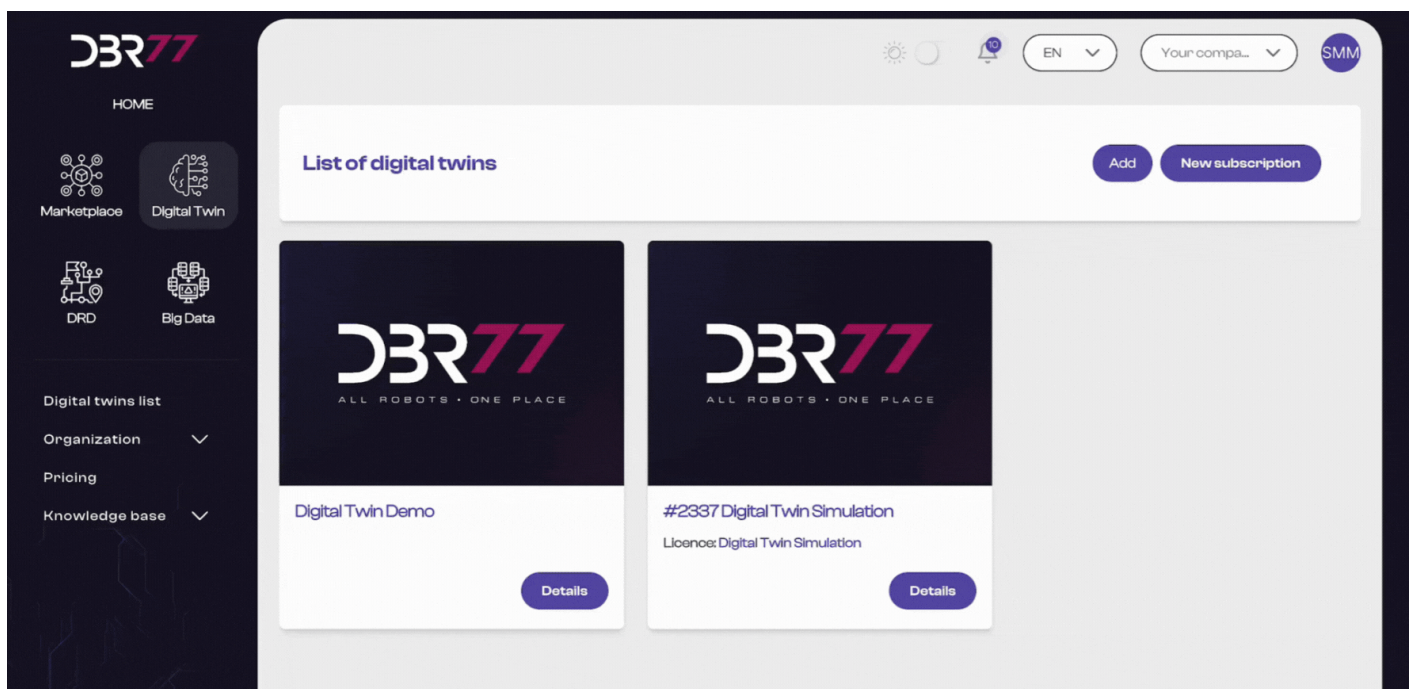 DBR77
HOME
Marketplace
Digital Twin
DRD
Big Data
Digital twins list
Organization
Pricing
Knowledge base
10
EN
Your compa...
SMM
List of digital twins
Add
New subscription
DBR77
ALL ROBOTS • ONE PLACE
Digital Twin Demo
Details
DBR77
ALL ROBOTS • ONE PLACE
#2337 Digital Twin Simulation
Licence: Digital Twin Simulation
Details